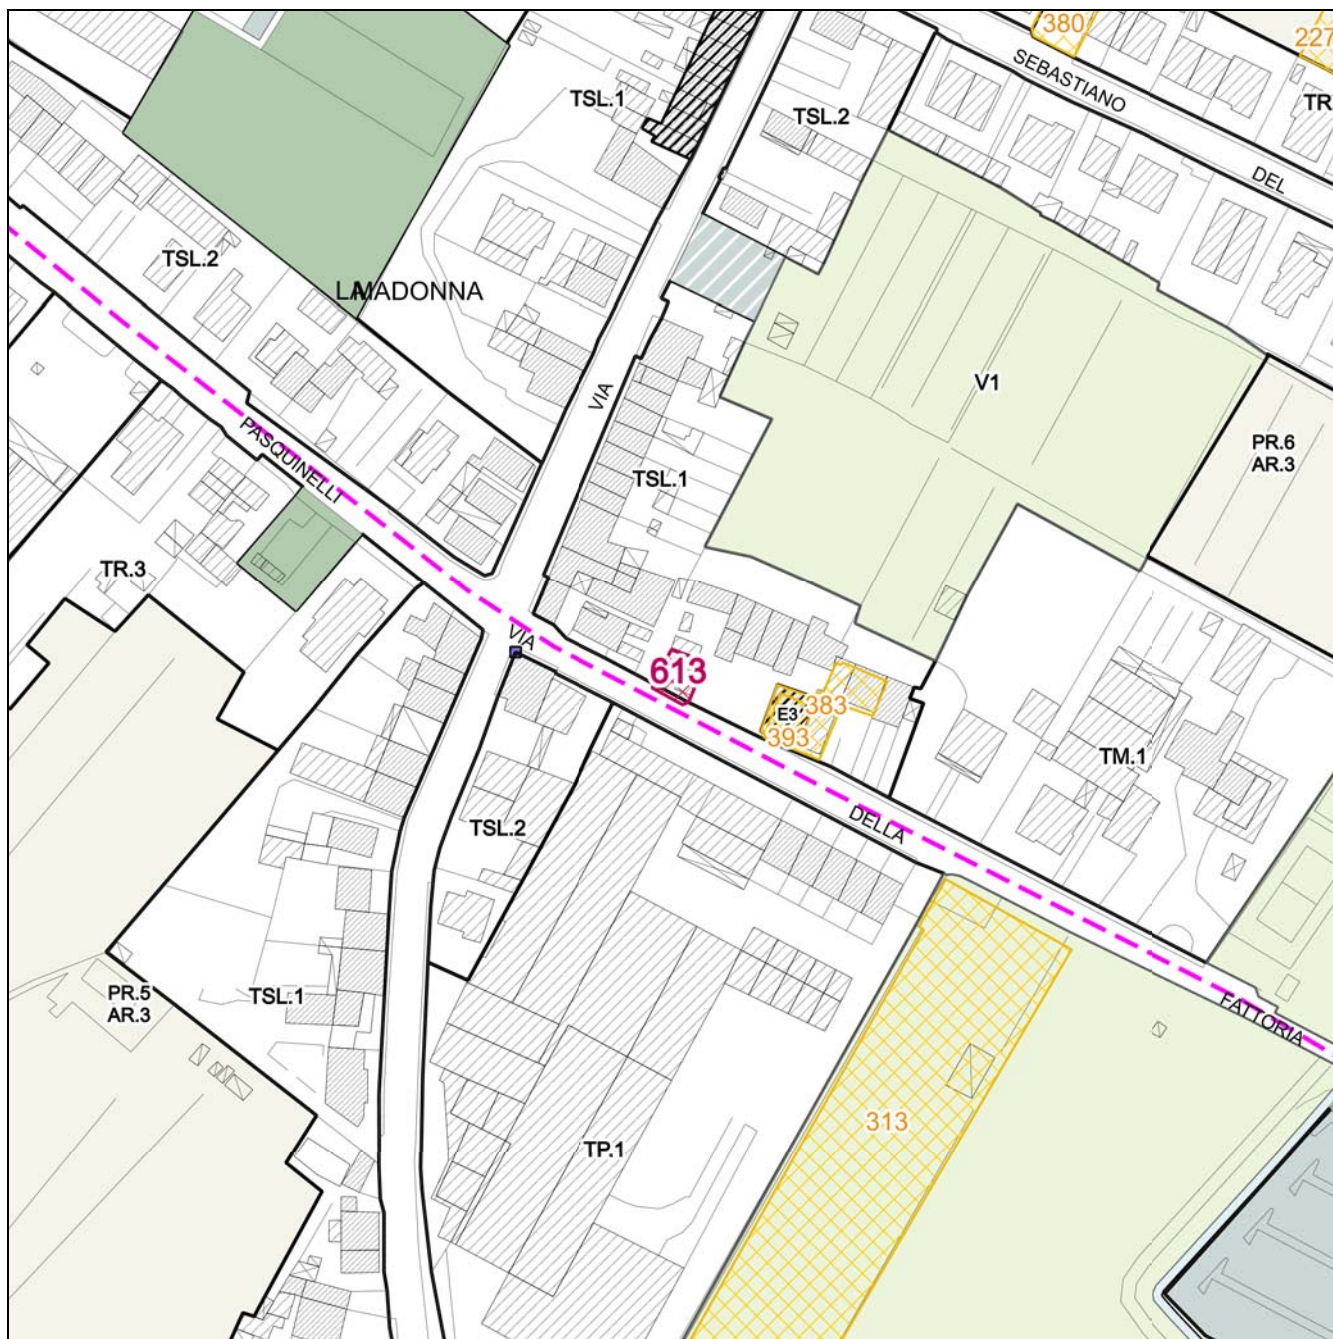 380
227
SEBASTIANO
TSL.1
TSL.2
TR
DEL
TSL.2
LA MADONNA
V1
VIA
PASQUINELLI
TSL.1
PR.6
AR.3
TR.3
VIA
613
E3
383
393
TM.1
DELLA
TSL.2
PR.5
AR.3
TSL.1
FATTORIA
313
TP.1